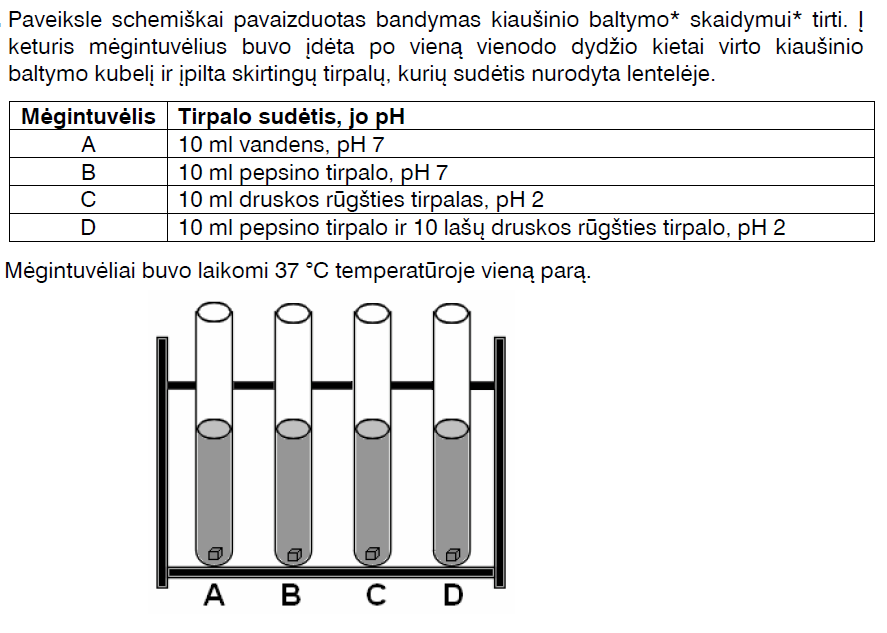 Paveiksle schemiškai pavaizduotas bandymas kiaušinio baltymo* skaidymui* tirti. Į
keturis mėgintuvėlius buvo įdėta po vieną vienodo dydžio kietai virto kiaušinio
baltymo kubelį ir įpilta skirtingų tirpalų, kurių sudėtis nurodyta lentelėje.
Mėgintuvėlis Tirpalo sudėtis, jo pH
A 10 ml vandens, pH 7
B 10 ml pepsino tirpalo, pH 7
C 10 ml druskos rūgšties tirpalas, pH 2
D 10 ml pepsino tirpalo ir 10 lašų druskos rūgšties tirpalo, pH 2
Mėgintuvėliai buvo laikomi 37 °C temperatūroje vieną parą.
A B C D